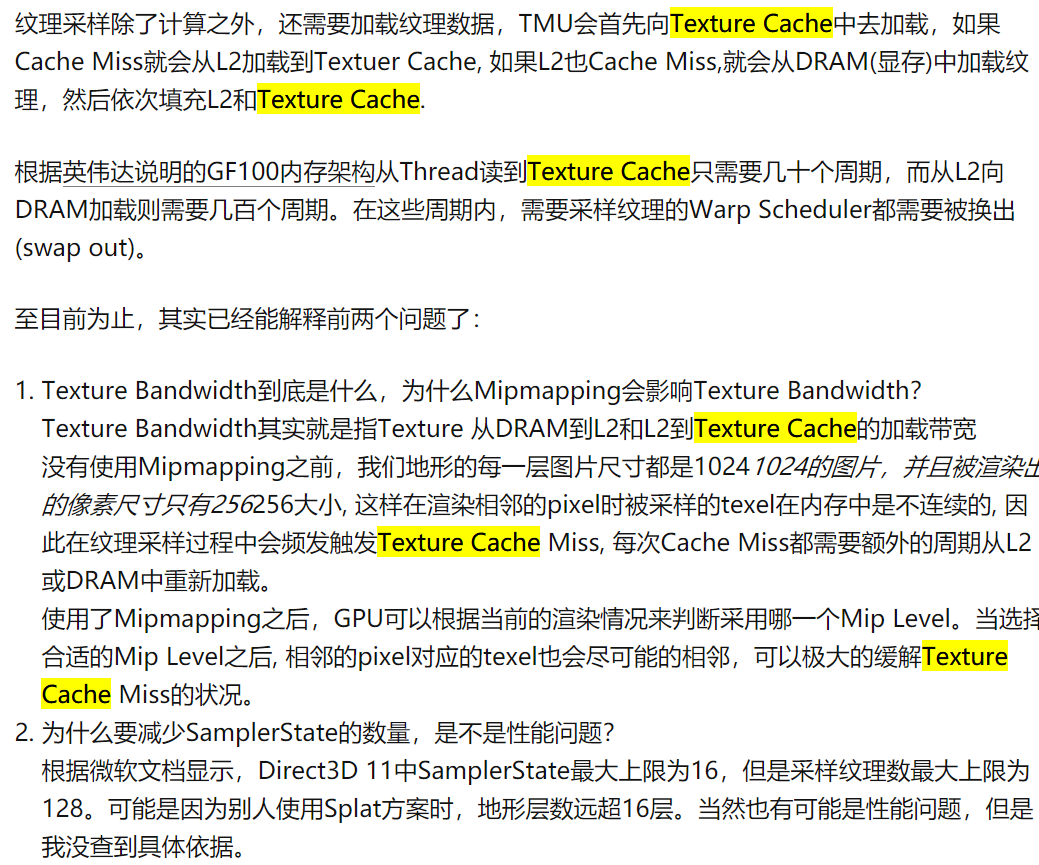 纹理采样除了计算之外，还需要加载纹理数据，TMU会首先向Texture Cache中去加载，如果
Cache Miss就会从L2加载到Textuer Cache, 如果L2也Cache Miss,就会从DRAM(显存)中加载纹
理，然后依次填充L2和Texture Cache.
根据英伟达说明的GF100内存架构从Thread读到Texture Cache只需要几十个周期，而从L2向
DRAM加载则需要几百个周期。在这些周期内，需要采样纹理的Warp Scheduler都需要被换出
(swap out)。
至目前为止，其实已经能解释前两个问题了：
1. Texture Bandwidth到底是什么，为什么Mipmapping会影响Texture Bandwidth？
Texture Bandwidth其实就是指Texture 从DRAM到L2和L2到Texture Cache的加载带宽
没有使用Mipmapping之前，我们地形的每一层图片尺寸都是10241024的图片，并且被渲染出
的像素尺寸只有256256大小, 这样在渲染相邻的pixel时被采样的texel在内存中是不连续的, 因
此在纹理采样过程中会频发触发Texture Cache Miss, 每次Cache Miss都需要额外的周期从L2
或DRAM中重新加载。
使用了Mipmapping之后，GPU可以根据当前的渲染情况来判断采用哪一个Mip Level。当选择
合适的Mip Level之后, 相邻的pixel对应的texel也会尽可能的相邻，可以极大的缓解Texture
Cache Miss的状况。
2. 为什么要减少SamplerState的数量，是不是性能问题？
根据微软文档显示，Direct3D 11中SamplerState最大上限为16，但是采样纹理数最大上限为
128。可能是因为别人使用Splat方案时，地形层数远超16层。当然也有可能是性能问题，但是
我没查到具体依据。